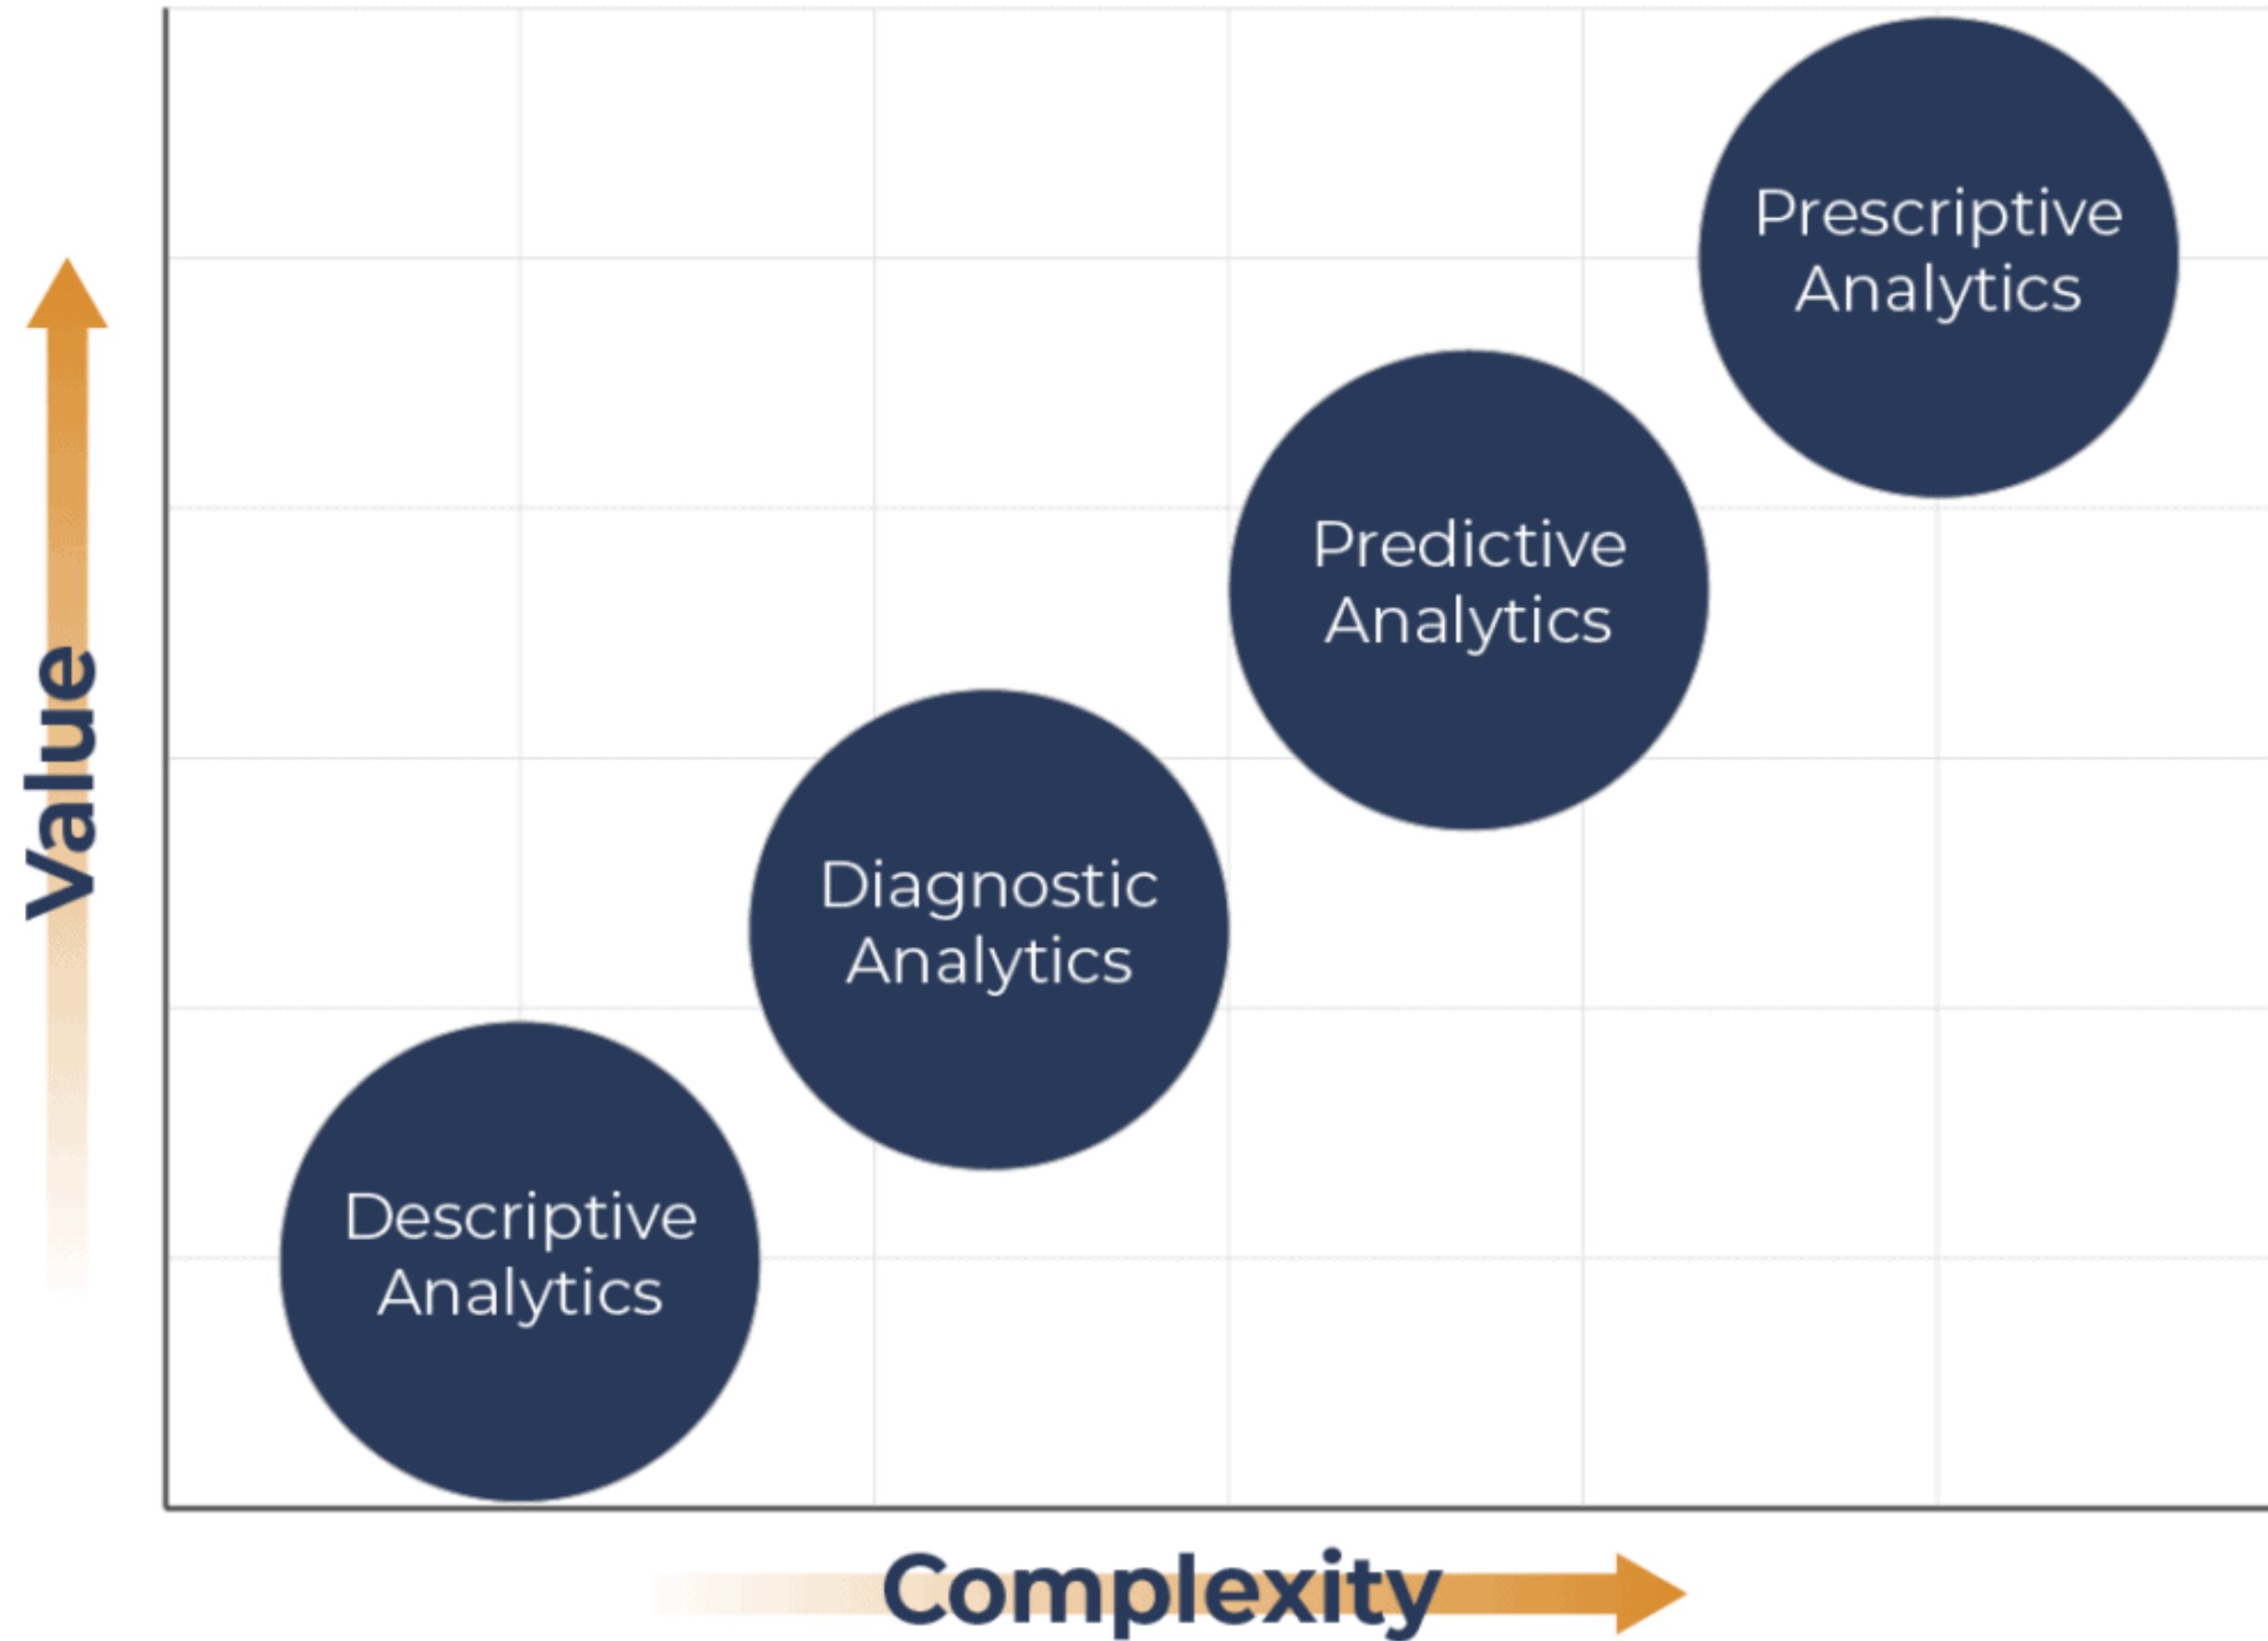 Prescriptive
Analytics
Predictive
Analytics
Value
Diagnostic
Analytics
Descriptive
Analytics
Complexity